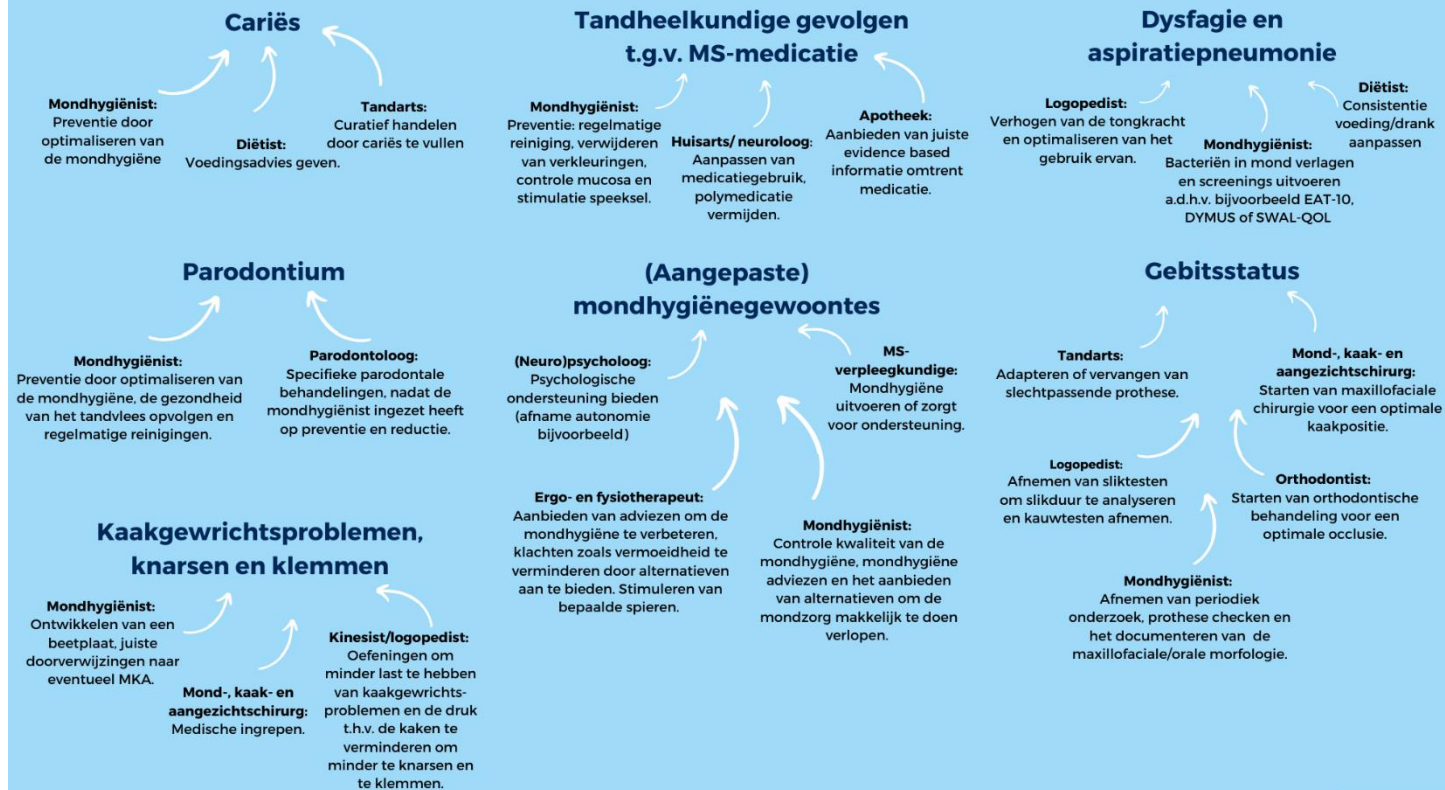 Cariës
Mondhygiënist:
Preventie door
optimaliseren van
de mondhygiëne
Diëtist:
Voedingsadvies geven.
Tandarts:
Curatief handelen
door cariës te vullen
Tandheelkundige gevolgen
t.g.v. MS-medicatie
Mondhygiënist:
Preventie: regelmatige
reiniging, verwijderen
van verkleuringen,
controle mucosa en
stimulatie speeksel.
Huisarts/ neuroloog:
Aanpassen van
medicatiegebruik,
polymedicatie
vermijden.
Apotheek:
Aanbieden van juiste
evidence based
informatie omtrent
medicatie.
Dysfagie en
aspiratiepneumonie
Logopedist:
Verhogen van de tongkracht
en optimaliseren van het
gebruik ervan.
Mondhygiënist:
Bacteriën in mond verlagen
en screenings uitvoeren
a.d.h.v. bijvoorbeeld EAT-10,
DYMUS of SWAL-QOL
Diëtist:
Consistentie
voeding/drank
aanpassen
Parodontium
Mondhygiënist:
Preventie door optimaliseren van
de mondhygiëne, de gezondheid
van het tandvlees opvolgen en
regelmatige reinigingen.
Parodontoloog:
Specifieke parodontale
behandelingen, nadat de
mondhygiënist ingezet heeft
op preventie en reductie.
(Aangepaste)
mondhygiënegewoontes
(Neuro)psycholoog:
Psychologische
ondersteuning bieden
(afname autonomie
bijvoorbeeld)
MS-
verpleegkundige:
Mondhygiëne
uitvoeren of zorgt
voor ondersteuning.
Ergo- en fysiotherapeut:
Aanbieden van adviezen om de
mondhygiëne te verbeteren,
klachten zoals vermoeidheid te
verminderen door alternatieven
aan te bieden. Stimuleren van
bepaalde spieren.
Mondhygiënist:
Controle kwaliteit van de
mondhygiëne, mondhygiëne
adviezen en het aanbieden
van alternatieven om de
mondzorg makkelijk te doen
verlopen.
Gebitsstatus
Tandarts:
Adapteren of vervangen van
slechtpassende prothese.
Mond-, kaak- en
aangezichtschirurg:
Starten van maxillofaciale
chirurgie voor een optimale
kaakpositie.
Logopedist:
Afnemen van sliktesten
om slikduur te analyseren
en kauwtesten afnemen.
Orthodontist:
Starten van orthodontische
behandeling voor een
optimale occlusie.
Mondhygiënist:
Afnemen van periodiek
onderzoek, prothese checken en
het documenteren van de
maxillofaciale/orale morfologie.
Kaakgewrichtsproblemen,
knarsen en klemmen
Mondhygiënist:
Ontwikkelen van een
beetplaat, juiste
doorverwijzingen naar
eventueel MKA.
Mond-, kaak- en
aangezichtschirurg:
Medische ingrepen.
Kinesist/logopedist:
Oefeningen om
minder last te hebben
van kaakgewrichts-
problemen en de druk
t.h.v. de kaken te
verminderen om
minder te knarsen en
te klemmen.